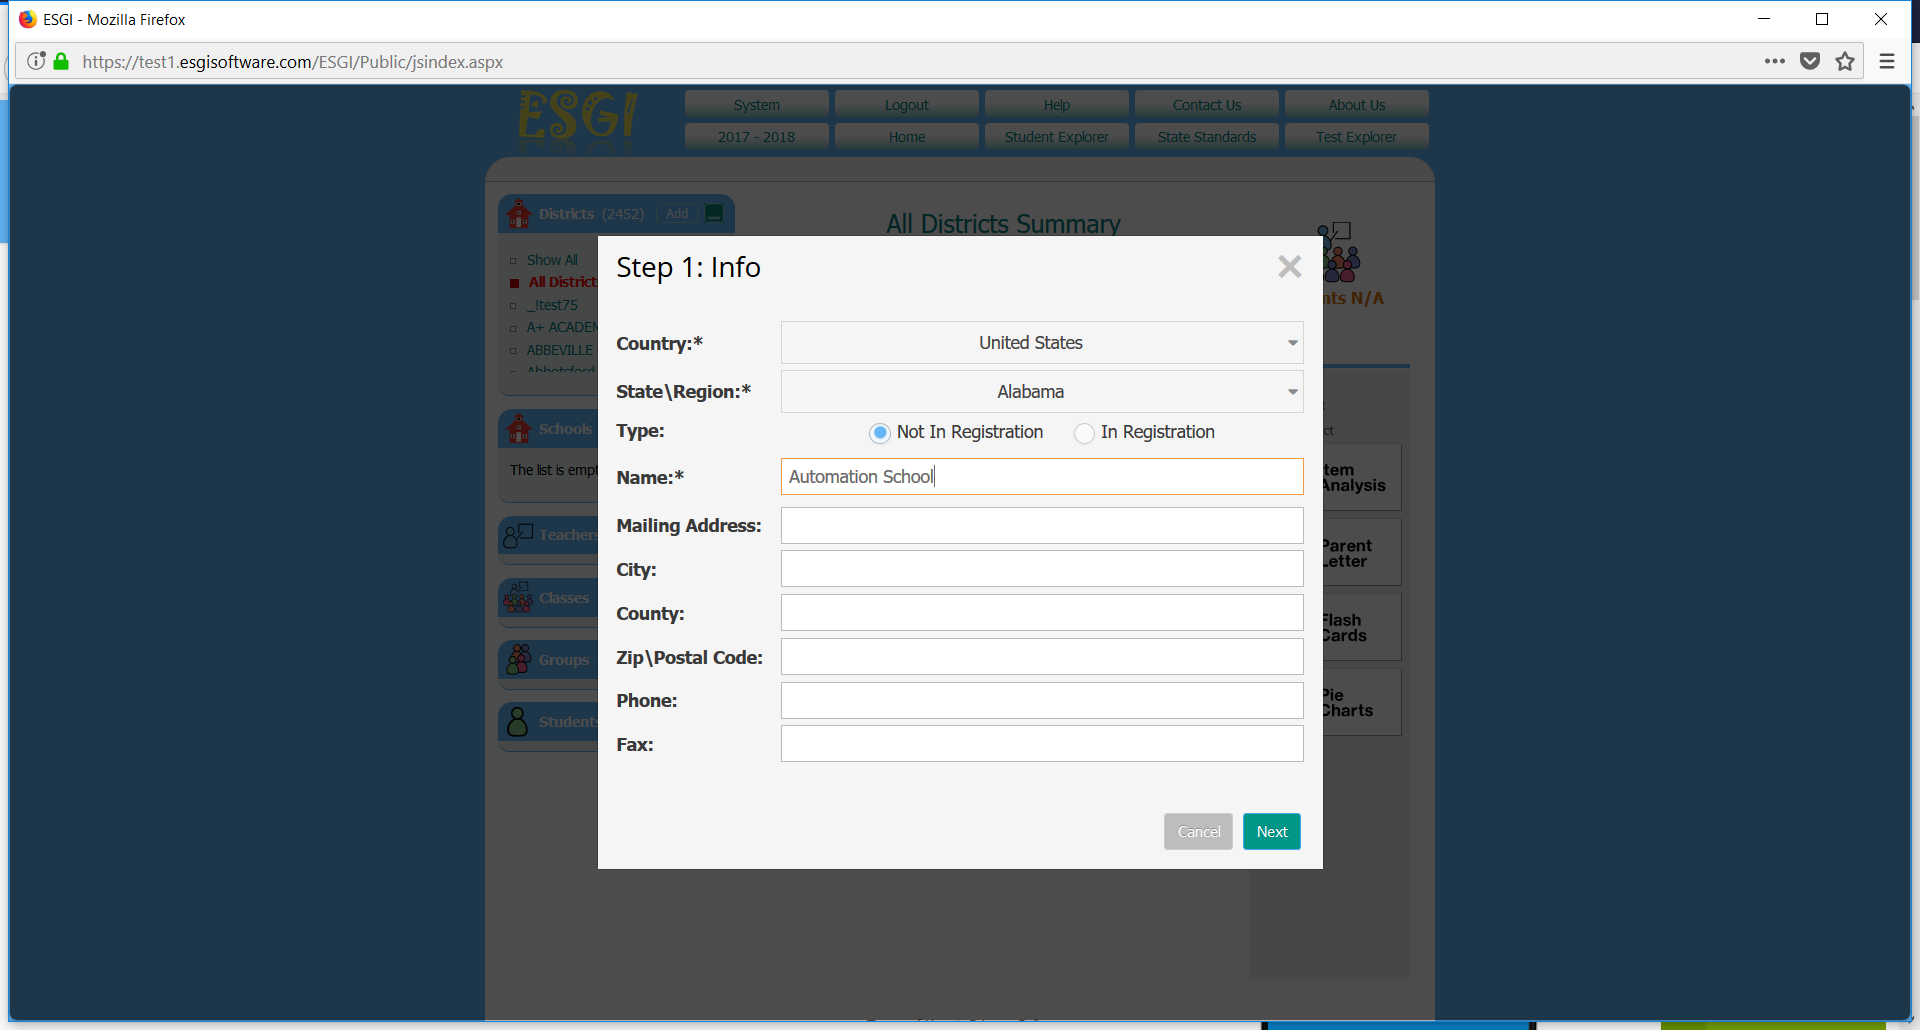 ESGI - Mozilla Firefox
https://test1.esgisoftware.com/ESGI/Public/jsindex.aspx
ESGI
System Logout Help Contact Us About Us
2017 - 2018 Home Student Explorer State Standards Test Explorer
Districts (2452) Add
All Districts Summary
Show All
All District
_!test75
A+ ACADEM
ABBEVILLE
Abbotsford
nts N/A
Schools
The list is empt
Teachers
Classes
Groups
Students
Step 1: Info
Country:* United States
State\Region:* Alabama
Type: Not In Registration In Registration
Name:* Automation School
Mailing Address:
City:
County:
Zip\Postal Code:
Phone:
Fax:
Cancel Next
tem
Analysis
Parent
Letter
Flash
Cards
Pie
Charts